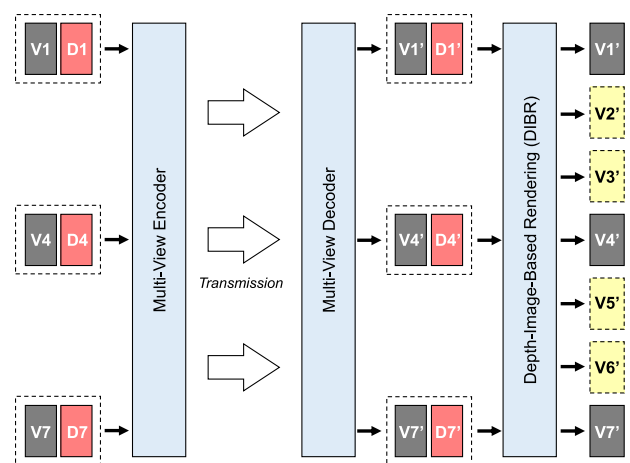 V1 D1
V4 D4
V7 D7
Multi-View Encoder
Transmission
Multi-View Decoder
V1’ D1’
V4’ D4’
V7’ D7’
Depth-Image-Based Rendering (DIBR)
V1’
V2’
V3’
V4’
V5’
V6’
V7’